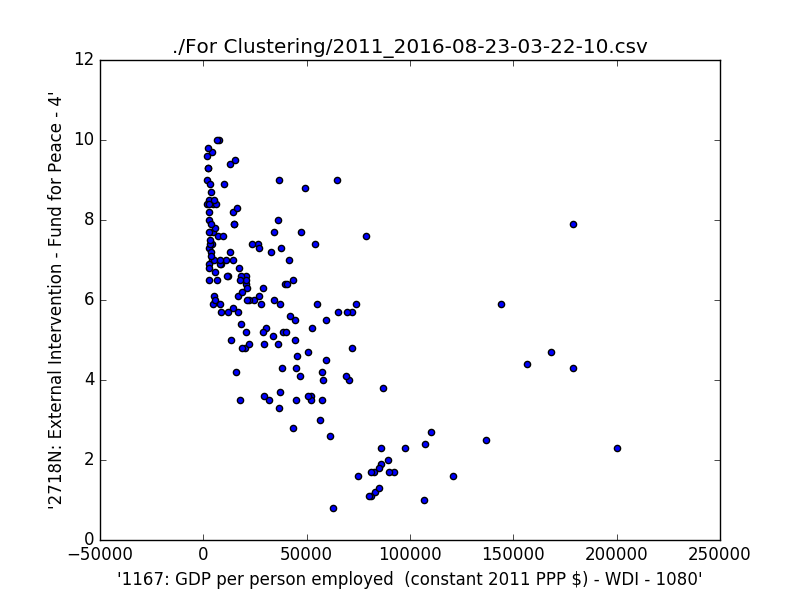 ./For Clustering/2011_2016-08-23-03-22-10.csv
12
10
8
6
4
2
0
'2718N: External Intervention - Fund for Peace - 4'
−50000 0 50000 100000 150000 200000 250000
'1167: GDP per person employed  (constant 2011 PPP $) - WDI - 1080'